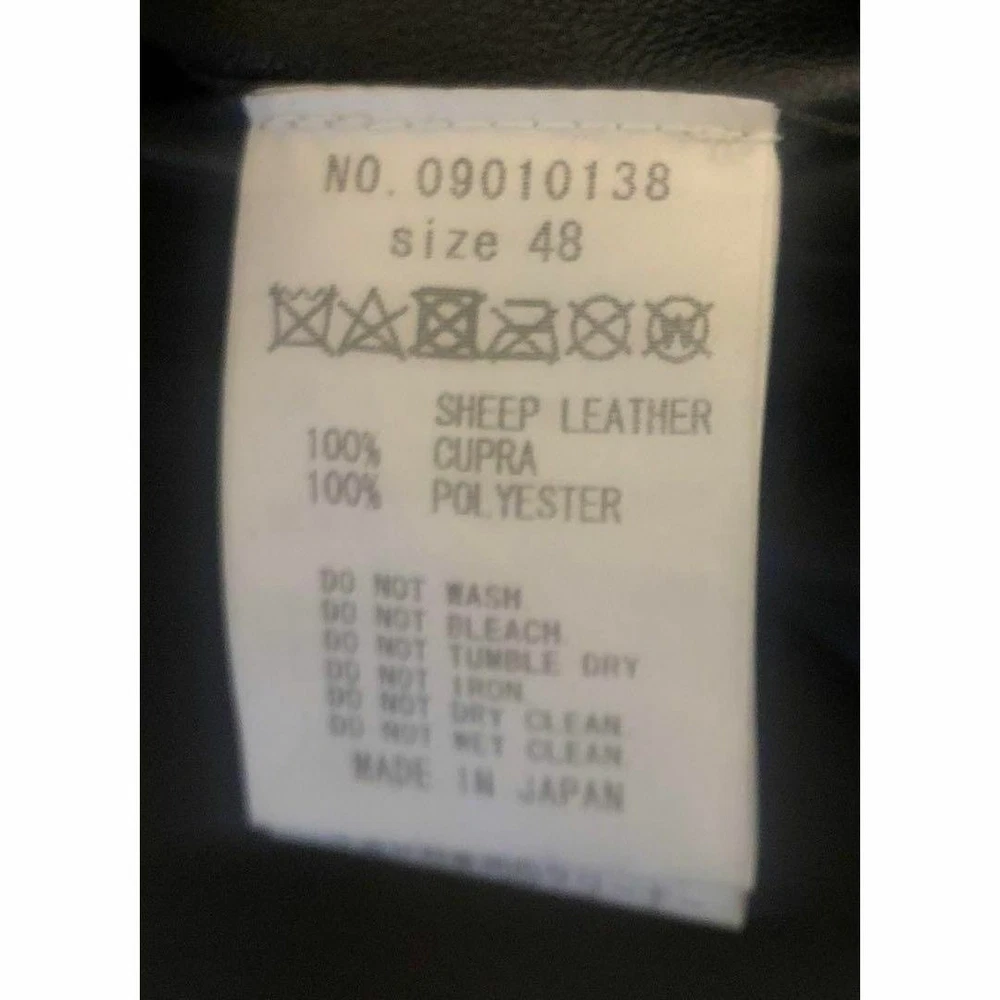 NO. 09010138
size 48
W
SHEEP LEATHER
100% CUPRA
100% POLYESTER
DO NOT WASH.
DO NOT BLEACH.
DO NOT TUMBLE DRY
DO NOT IRON.
DO NOT DRY CLEAN.
DO NOT WET CLEAN
MADE IN JAPAN